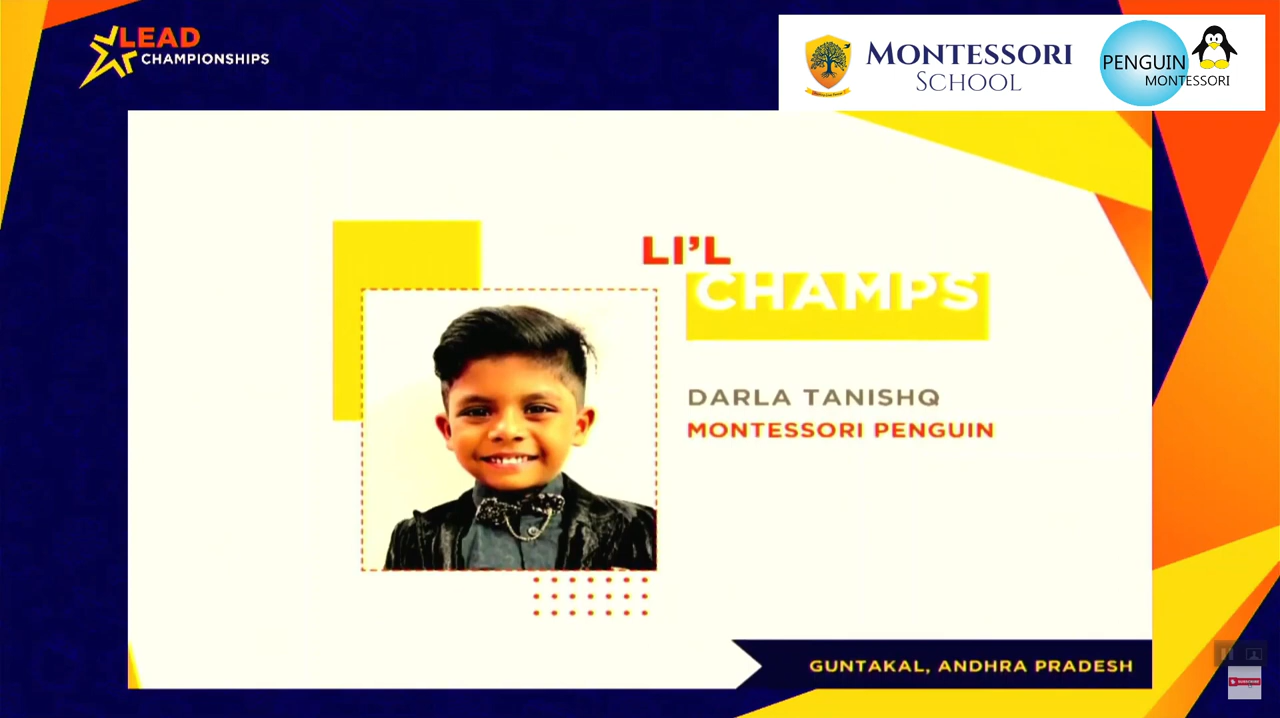 LEAD
CHAMPIONSHIPS
MONTESSORI
SCHOOL
PENGUIN
MONTESSORI
LI'L
CHAMPS
DARLA TANISHQ
MONTESSORI PENGUIN
GUNTAKAL, ANDHRA PRADESH